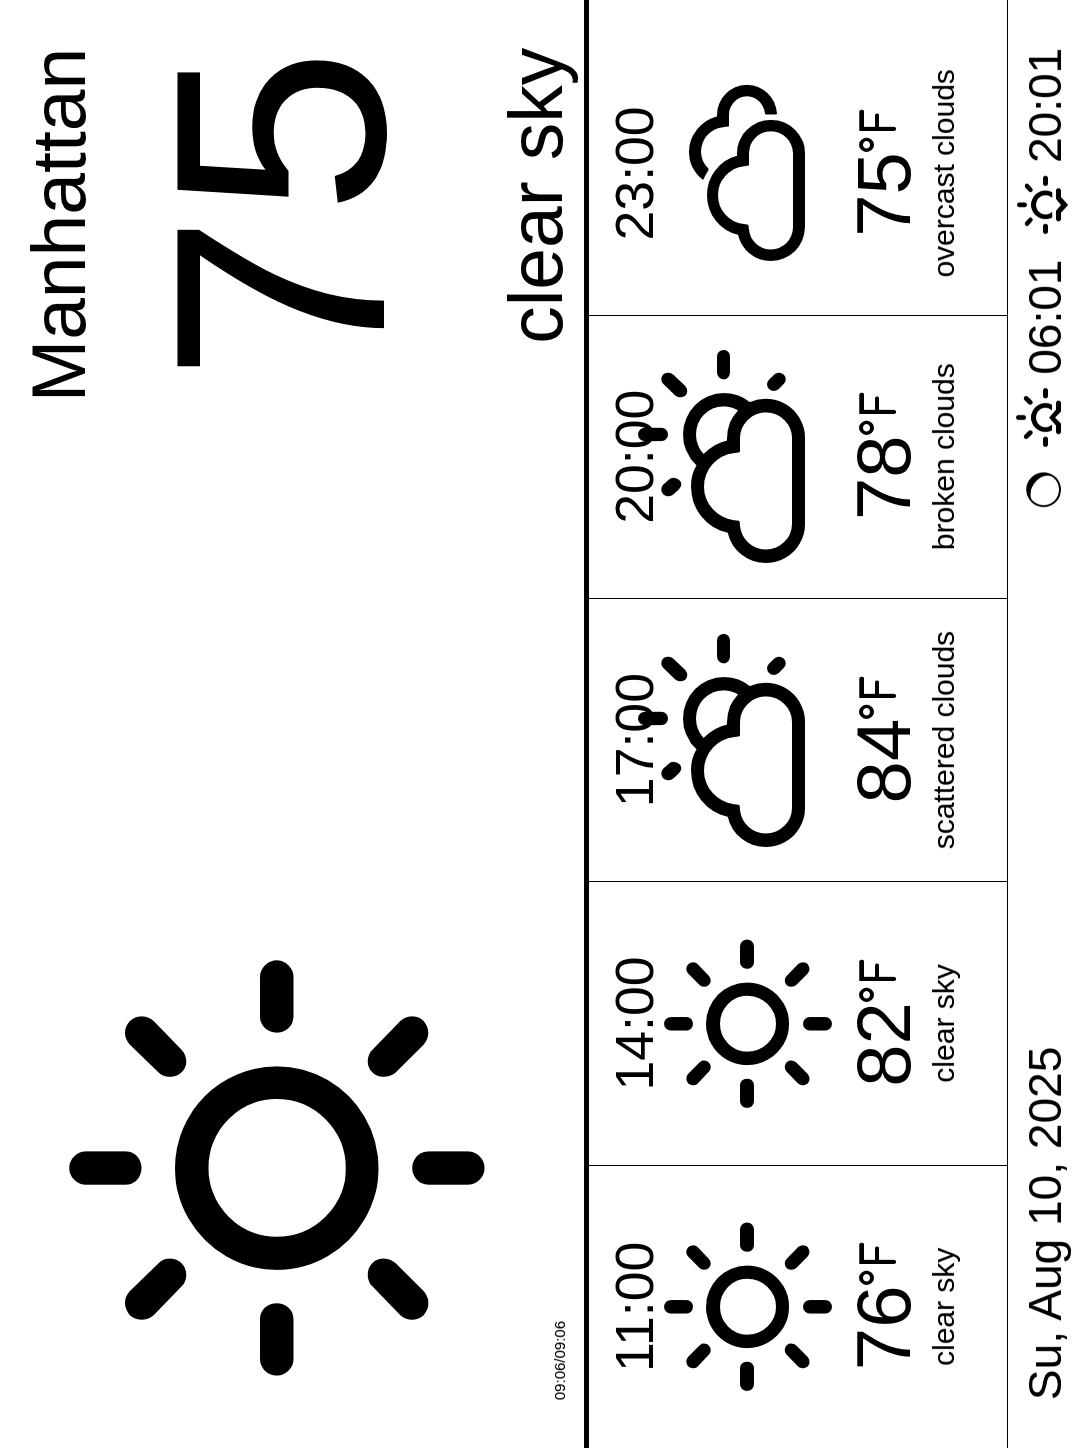 Manhattan
75
clear sky
09:06/09:06
11:00
76°F
clear sky
14:00
82°F
clear sky
17:00
84°F
scattered clouds
20:00
78°F
broken clouds
23:00
75°F
overcast clouds
Su, Aug 10, 2025
06:01
20:01